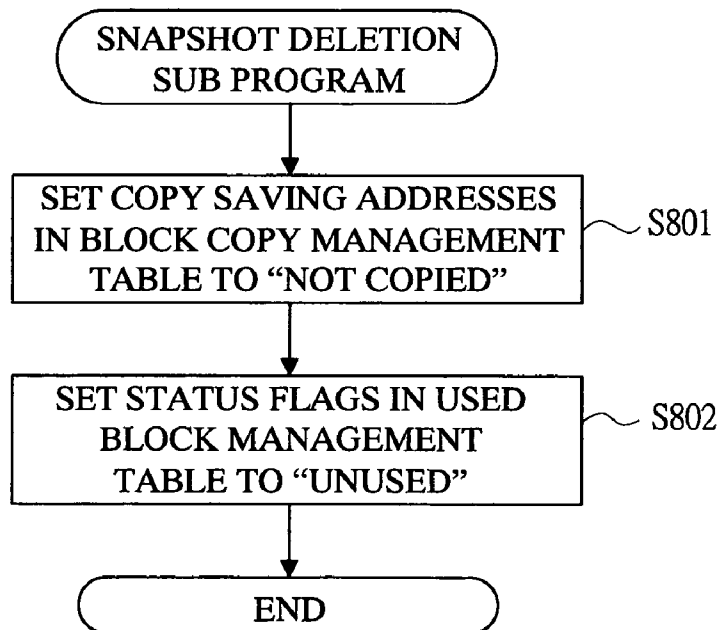 SNAPSHOT DELETION
SUB PROGRAM
SET COPY SAVING ADDRESSES
IN BLOCK COPY MANAGEMENT
TABLE TO “NOT COPIED”
S801
SET STATUS FLAGS IN USED
BLOCK MANAGEMENT
TABLE TO “UNUSED”
S802
END